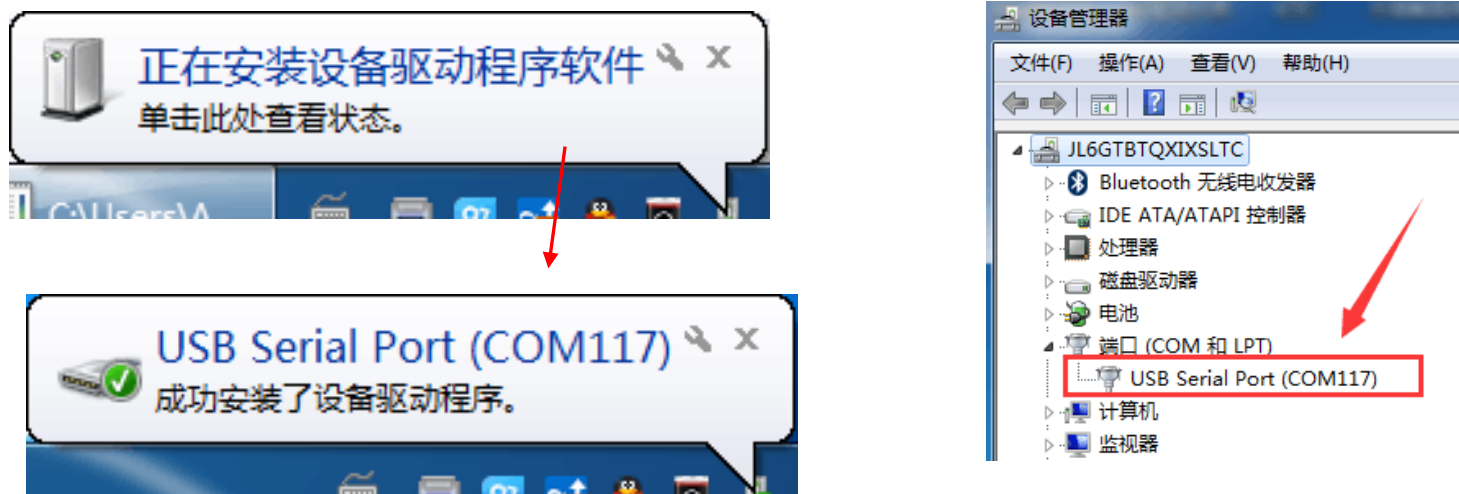 正在安装设备驱动程序软件
单击此处查看状态。
USB Serial Port (COM117)
成功安装了设备驱动程序。
设备管理器
文件(F) 操作(A) 查看(V) 帮助(H)
JL6GTBTQXIXSLTC
Bluetooth 无线电收发器
IDE ATA/ATAPI 控制器
处理器
磁盘驱动器
电池
端口 (COM 和 LPT)
USB Serial Port (COM117)
计算机
监视器